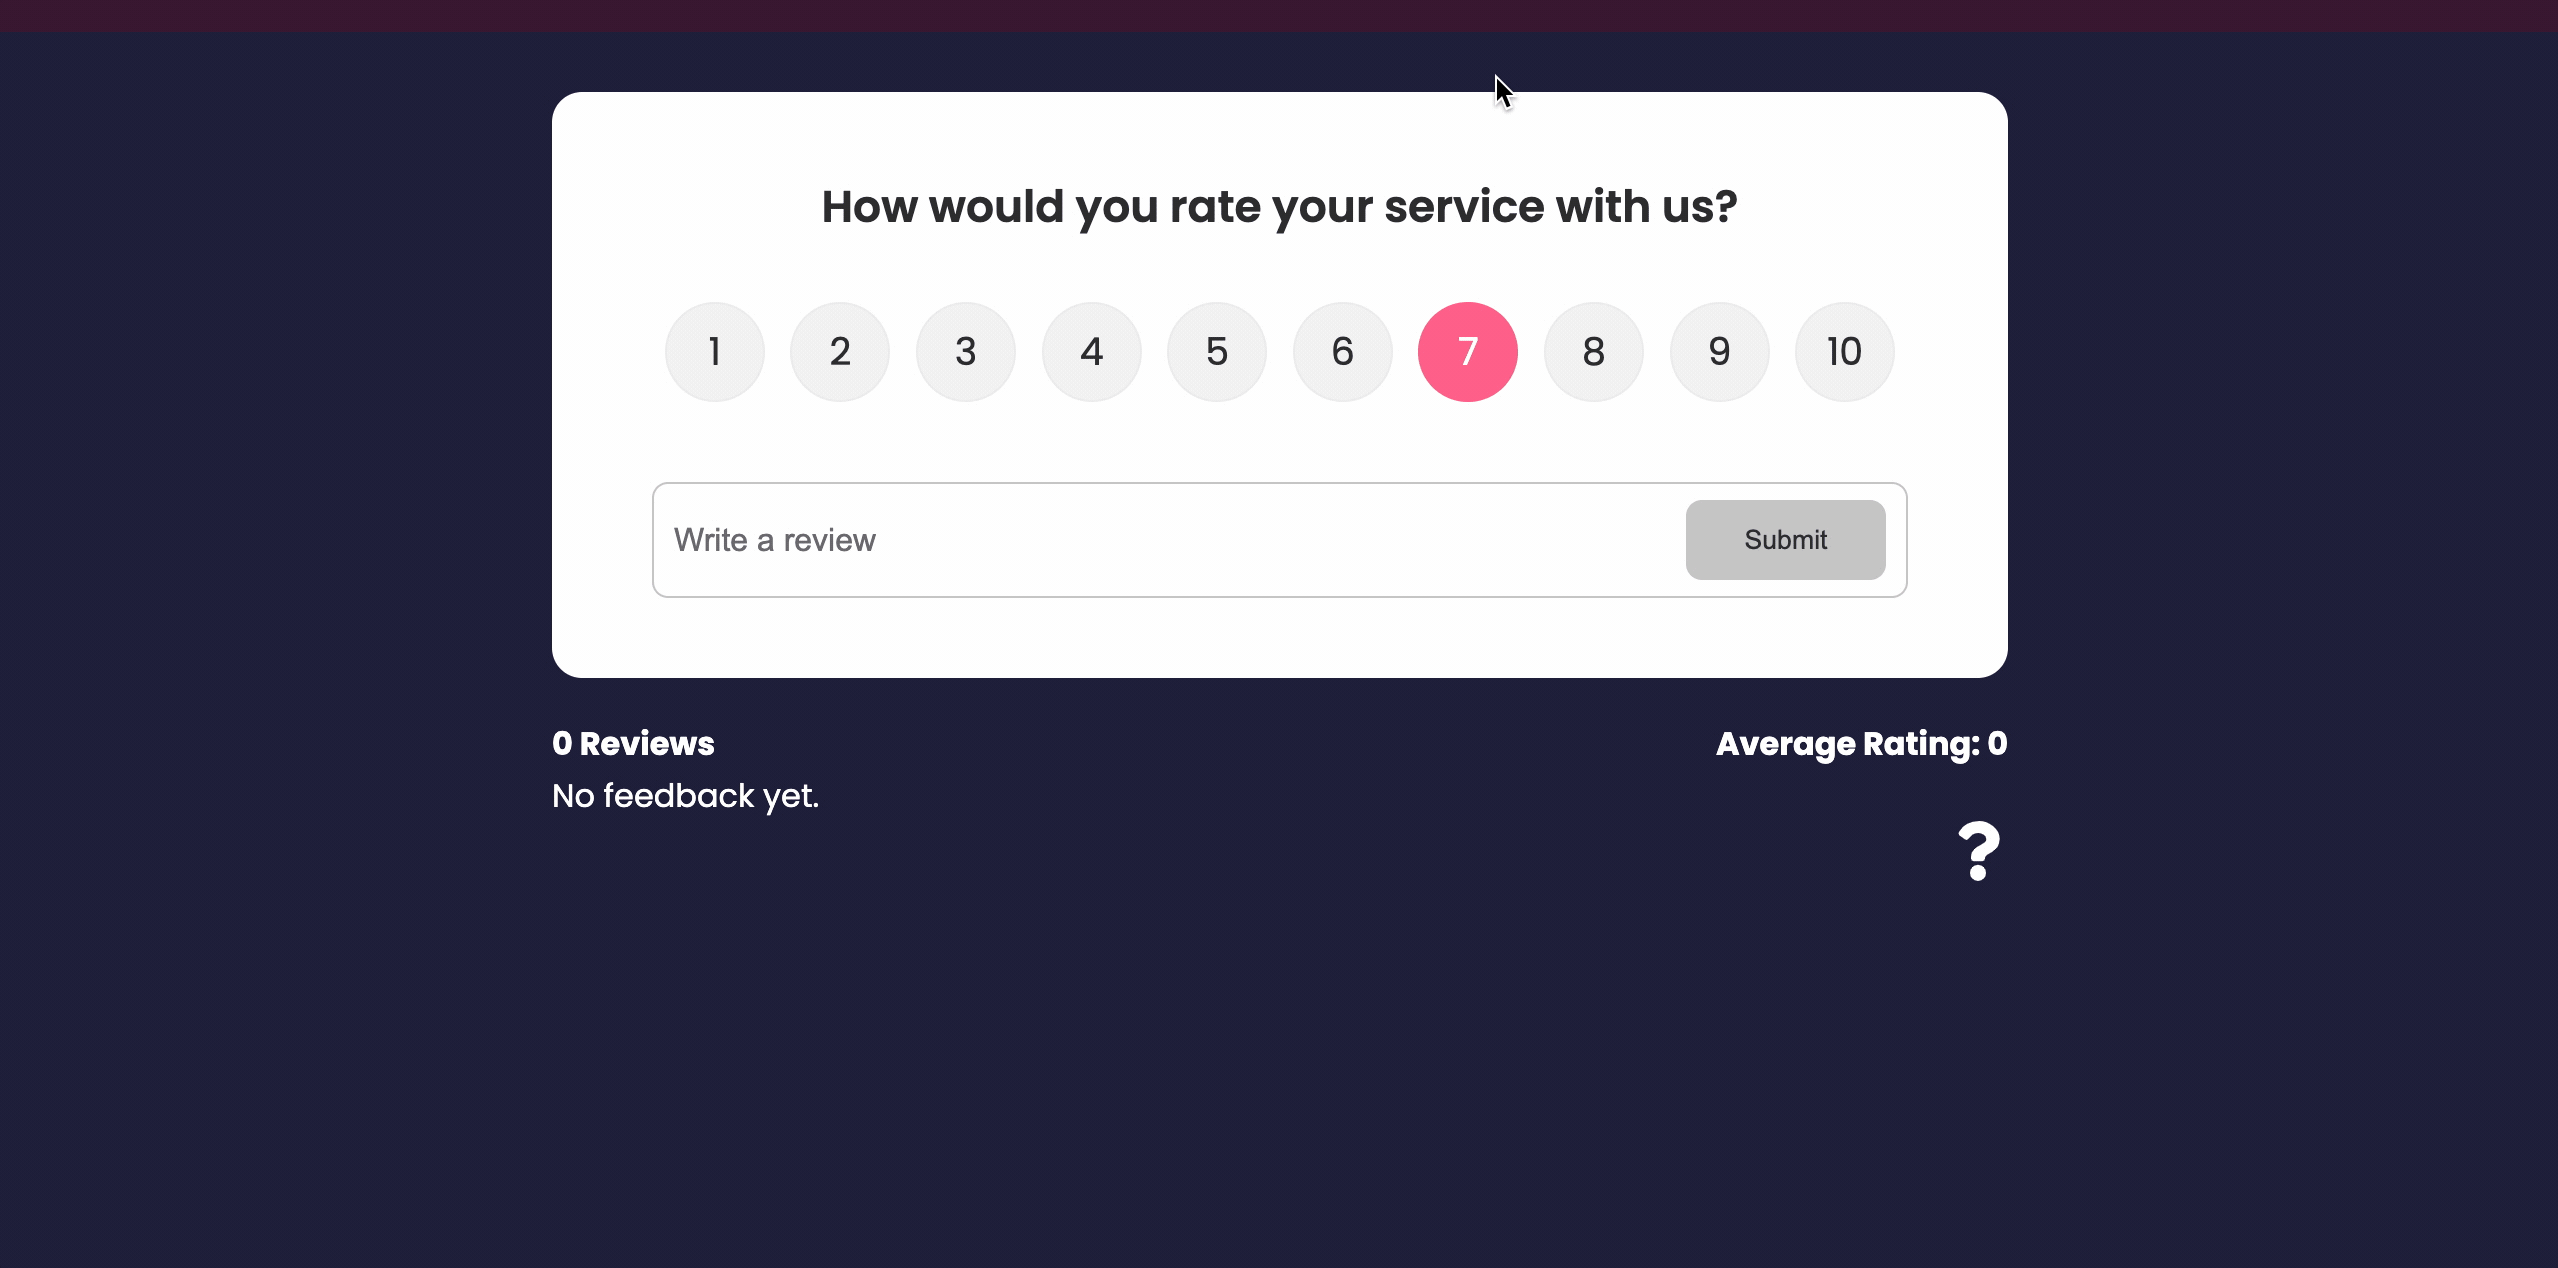 How would you rate your service with us?
1 2 3 4 5 6 7 8 9 10
Write a review Submit
0 Reviews Average Rating: 0
No feedback yet.
?